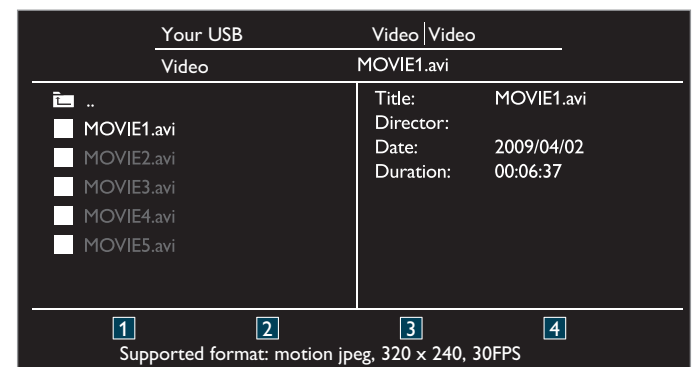 Your USB Video Video
Video MOVIE1.avi
..
MOVIE1.avi
MOVIE2.avi
MOVIE3.avi
MOVIE4.avi
MOVIE5.avi
Title: MOVIE1.avi
Director:
Date: 2009/04/02
Duration: 00:06:37
1 2 3 4
Supported format: motion jpeg, 320 x 240, 30FPS